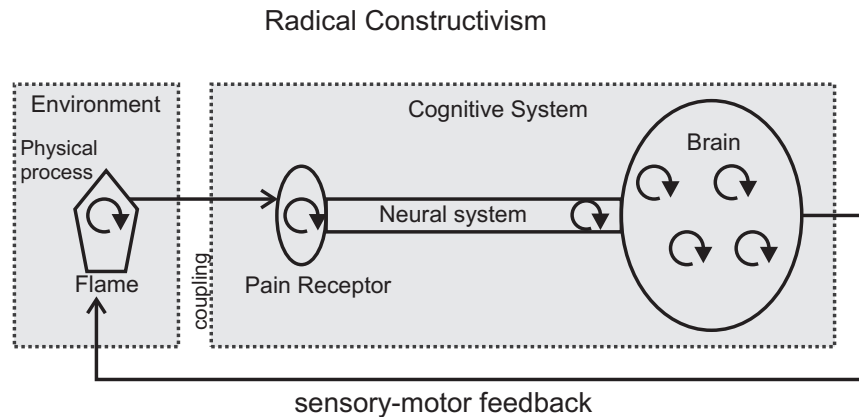 Radical Constructivism
Environment
Cognitive System
Physical
process
Brain
Neural system
Flame
Pain Receptor
coupling
sensory-motor feedback